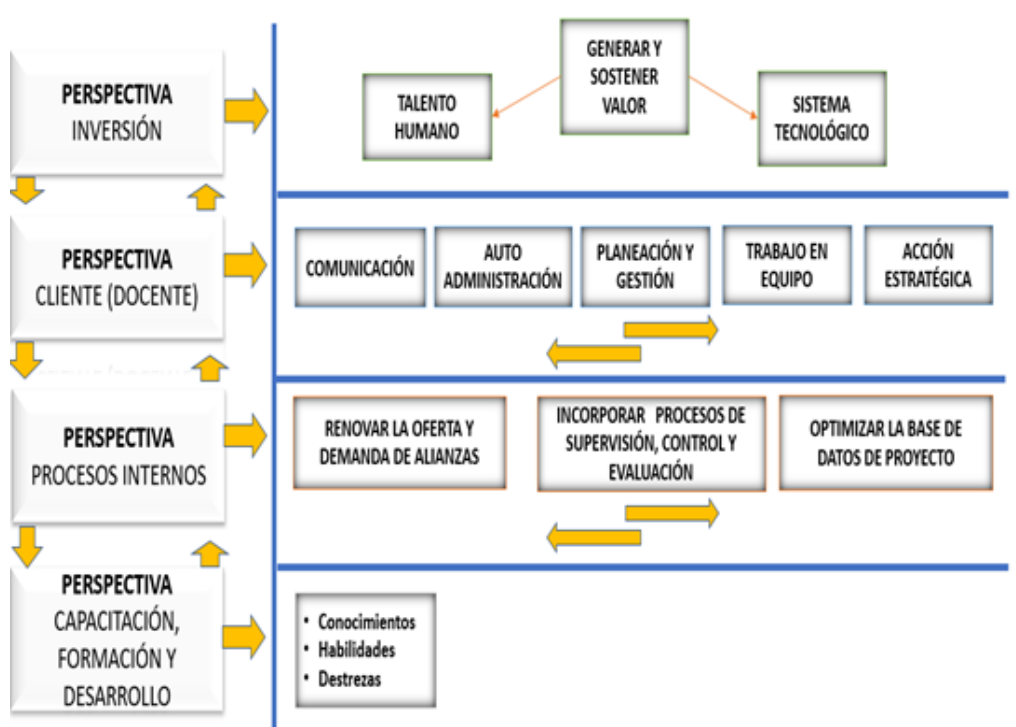 PERSPECTIVA
INVERSIÓN
GENERAR Y
SOSTENER
VALOR
TALENTO
HUMANO
SISTEMA
TECNOLÓGICO
PERSPECTIVA
CLIENTE (DOCENTE)
COMUNICACIÓN
AUTO
ADMINISTRACIÓN
PLANEACIÓN Y
GESTIÓN
TRABAJO EN
EQUIPO
ACCIÓN
ESTRATÉGICA
PERSPECTIVA
PROCESOS INTERNOS
RENOVAR LA OFERTA Y
DEMANDA DE ALIANZAS
INCORPORAR PROCESOS DE
SUPERVISIÓN, CONTROL Y
EVALUACIÓN
OPTIMIZAR LA BASE DE
DATOS DE PROYECTO
PERSPECTIVA
CAPACITACIÓN,
FORMACIÓN Y
DESARROLLO
• Conocimientos
• Habilidades
• Destrezas